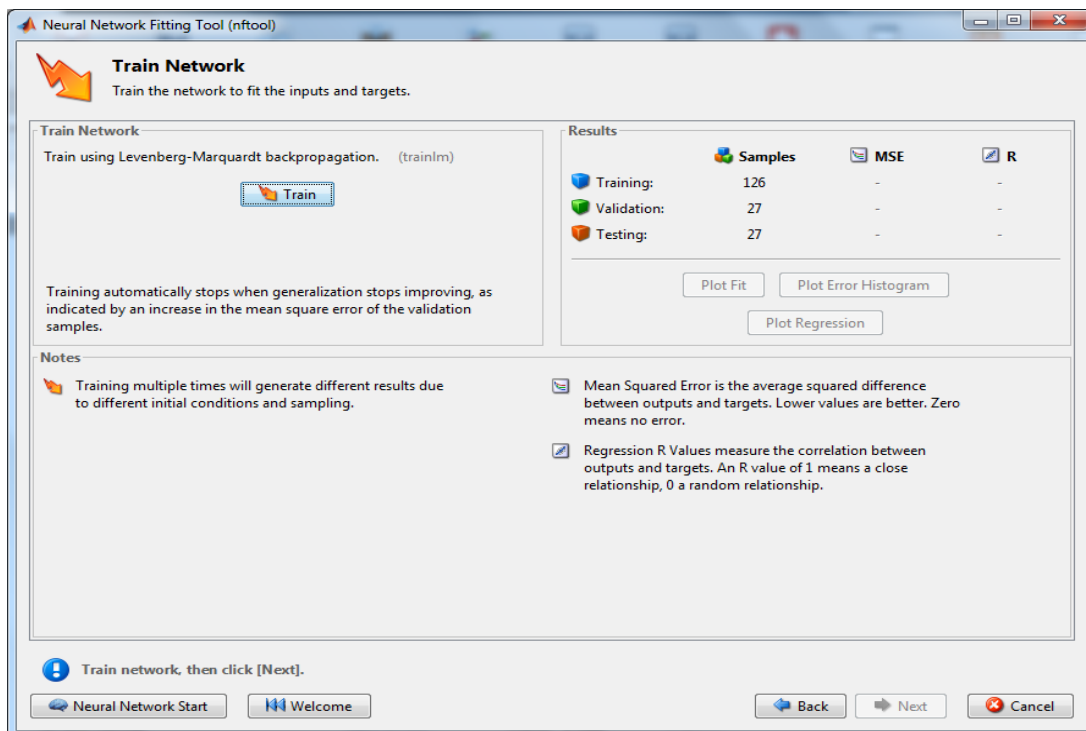 Neural Network Fitting Tool (nftool)
Train Network
Train the network to fit the inputs and targets.
Train Network
Train using Levenberg-Marquardt backpropagation. (trainlm)
Train
Training automatically stops when generalization stops improving, as
indicated by an increase in the mean square error of the validation
samples.
Results
Samples MSE R
Training: 126 - -
Validation: 27 - -
Testing: 27 - -
Plot Fit Plot Error Histogram
Plot Regression
Notes
Training multiple times will generate different results due
to different initial conditions and sampling.
Mean Squared Error is the average squared difference
between outputs and targets. Lower values are better. Zero
means no error.
Regression R Values measure the correlation between
outputs and targets. An R value of 1 means a close
relationship, 0 a random relationship.
Train network, then click [Next].
Neural Network Start Welcome Back Next Cancel